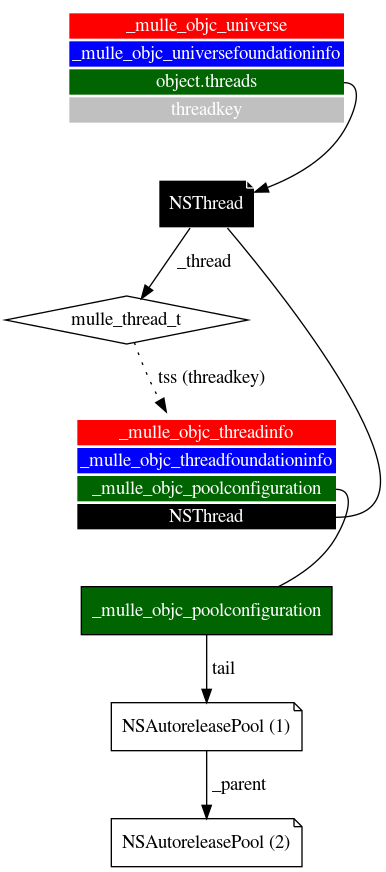 _mulle_objc_universe
_mulle_objc_universefoundationinfo
object.threads
threadkey
NSThread
_thread
mulle_thread_t
tss (threadkey)
_mulle_objc_threadinfo
_mulle_objc_threadfoundationinfo
_mulle_objc_poolconfiguration
NSThread
_mulle_objc_poolconfiguration
tail
NSAutoreleasePool (1)
_parent
NSAutoreleasePool (2)